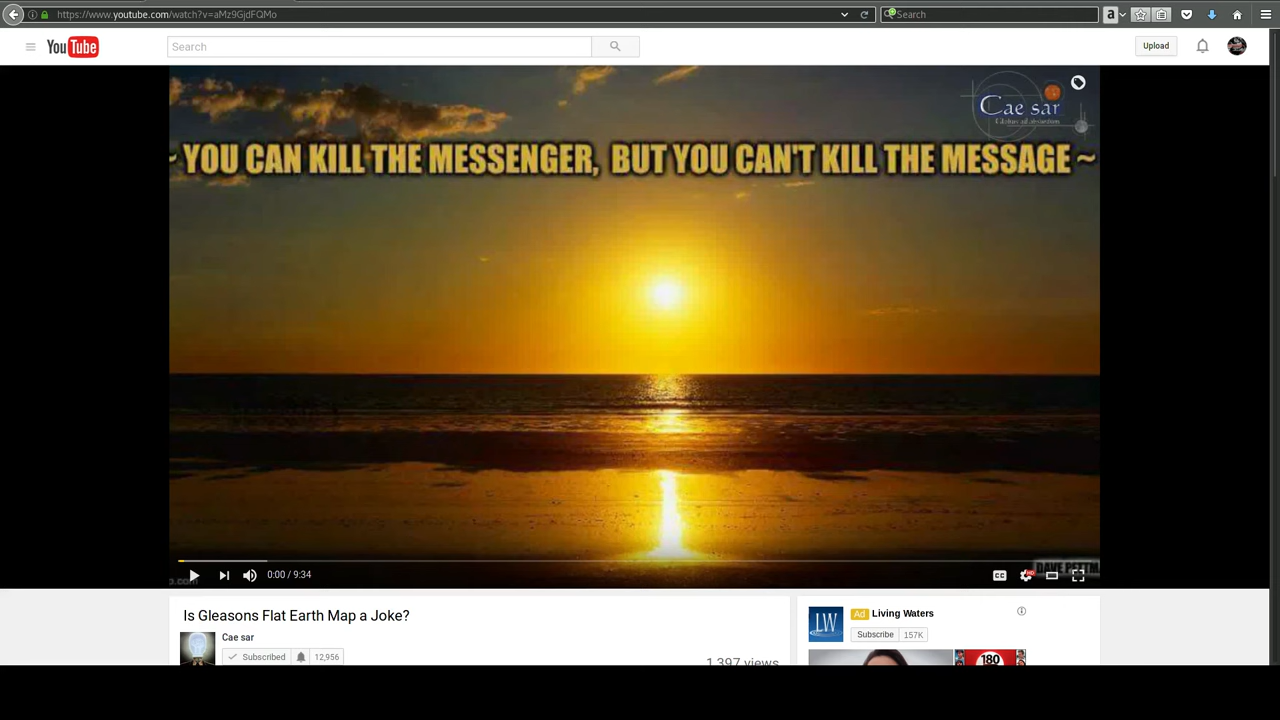 https://www.youtube.com/watch?v=aMz9GjdFQMo
Search
a
YouTube
Search
Upload
Cae sar
~ YOU CAN KILL THE MESSENGER, BUT YOU CAN'T KILL THE MESSAGE ~
0:00 / 9:34
CC
HD
Is Gleasons Flat Earth Map a Joke?
Cae sar
Subscribed
12,956
1,397 views
LW
Ad
Living Waters
Subscribe
157K
180